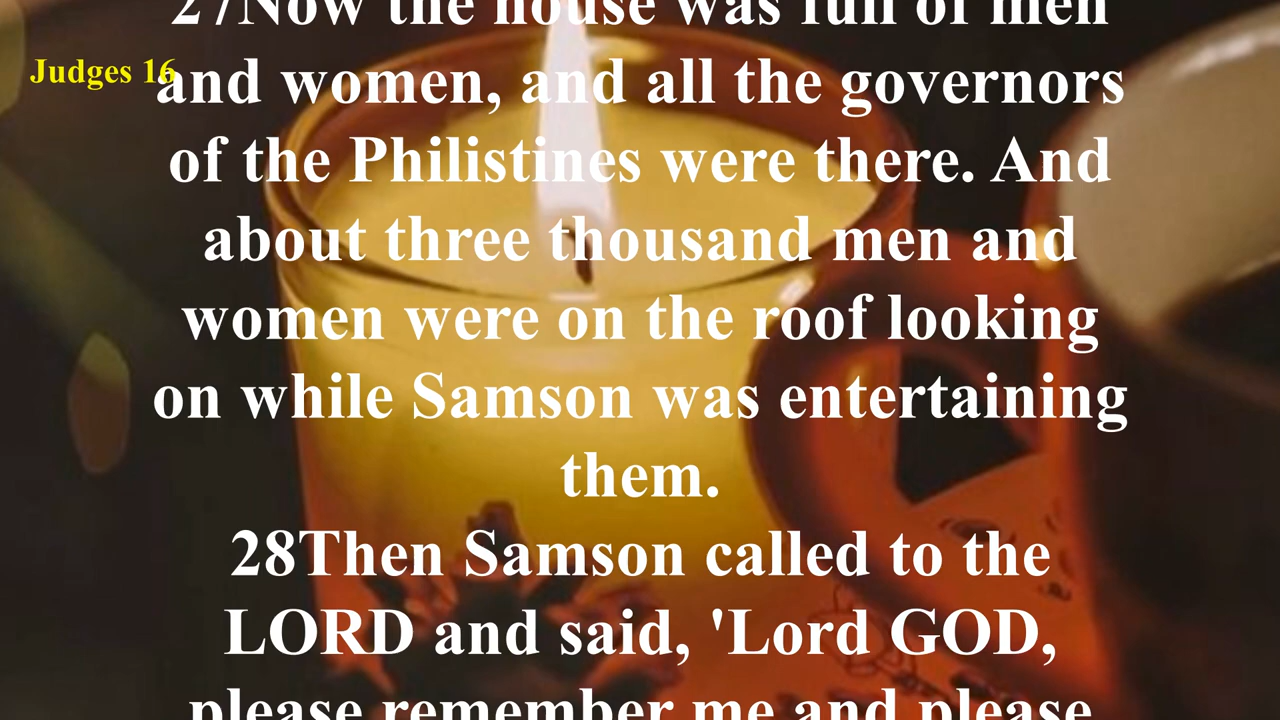 27Now the house was full of men
Judges 16
and women, and all the governors
of the Philistines were there. And
about three thousand men and
women were on the roof looking
on while Samson was entertaining
them.
28Then Samson called to the
LORD and said, 'Lord GOD,
please remember me and please